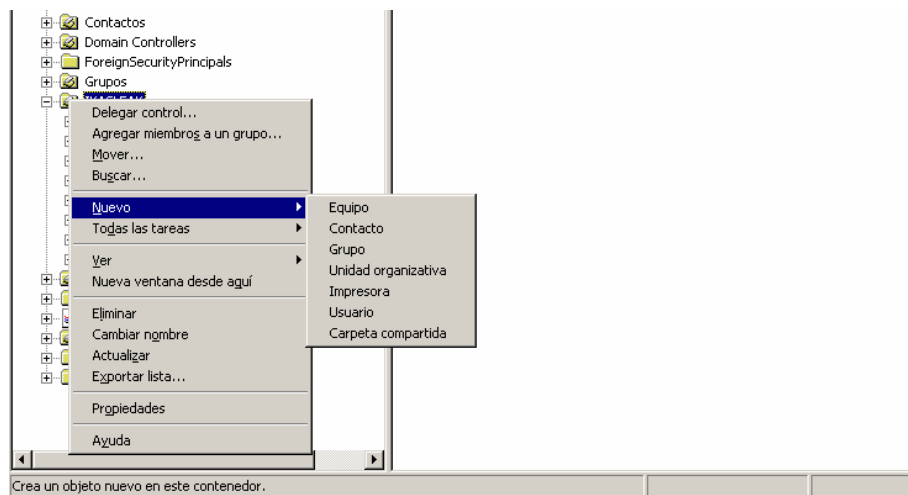 Contactos
Domain Controllers
ForeignSecurityPrincipals
Grupos
Delegar control...
Agregar miembros a un grupo...
Mover...
Buscar...
Nuevo
Todas las tareas
Ver
Nueva ventana desde aquí
Eliminar
Cambiar nombre
Actualizar
Exportar lista...
Propiedades
Ayuda
Equipo
Contacto
Grupo
Unidad organizativa
Impresora
Usuario
Carpeta compartida
Crea un objeto nuevo en este contenedor.